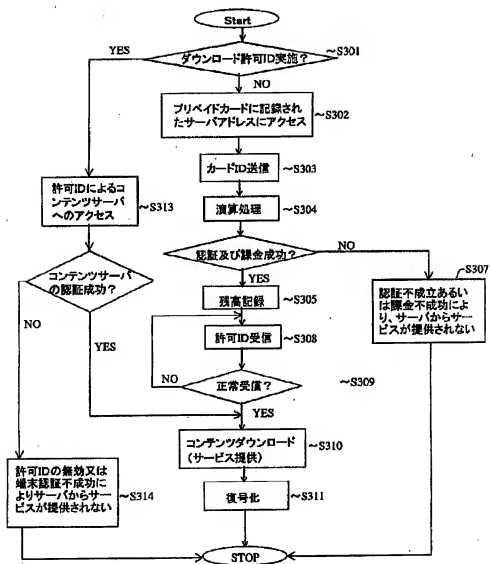 Start
YES
ダウンロード許可ID実施?
~S301
NO
プリペイドカードに記録され
たサーバアドレスにアクセス
~S302
カードID送信
~S303
許可IDによるコ
ンテンツサーバ
へのアクセス
~S313
演算処理
~S304
認証及び課金成功?
NO
コンテンツサーバ
の認証成功?
YES
残高記録
~S305
~S307
認証不成立あるい
は課金不成功によ
り、サーバからサー
ビスが提供されない
NO
YES
許可ID受信
~S308
NO
正常受信?
~S309
YES
コンテンツダウンロード
(サービス提供)
~S310
許可IDの無効又は
端末認証不成功に
よりサーバからサー
ビスが提供されない
~S314
復号化
~S311
STOP